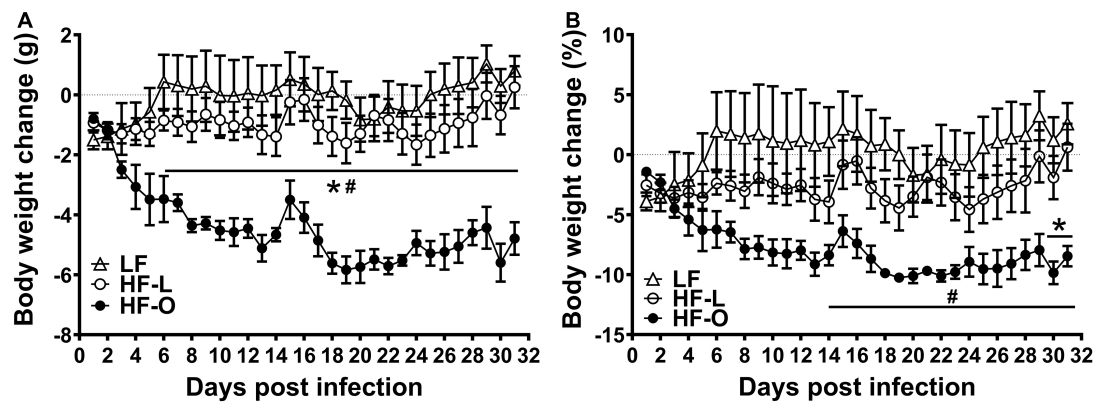 A
Body weight change (g)
2
0
-2
-4
-6
-8
* #
LF
HF-L
HF-O
0 2 4 6 8 10 12 14 16 18 20 22 24 26 28 30 32
Days post infection
B
Body weight change (%)
10
5
0
-5
-10
-15
*
#
LF
HF-L
HF-O
0 2 4 6 8 10 12 14 16 18 20 22 24 26 28 30 32
Days post infection